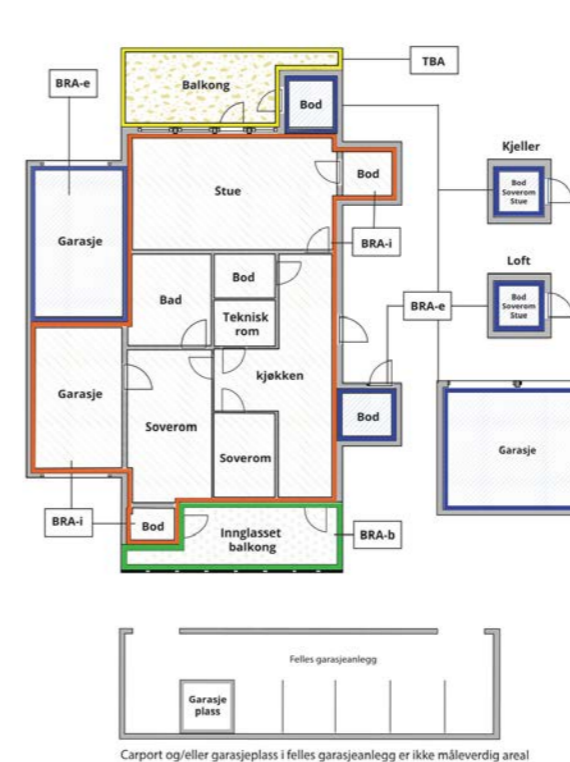 TBA
BRA-e
Balkong
Bod
Kjeller
Bod
Bod
Soverom
Stue
Stue
Garasje
BRA-i
Loft
Bad
Bod
Bod
Soverom
Stue
BRA-e
Teknisk
rom
Garasje
kjøkken
Bod
Soverom
Soverom
Garasje
BRA-i
Bod
Innglasset
balkong
BRA-b
Felles garasjeanlegg
Garasje
plass
Carport og/eller garasjeplass i felles garasjeanlegg er ikke måleverdig areal